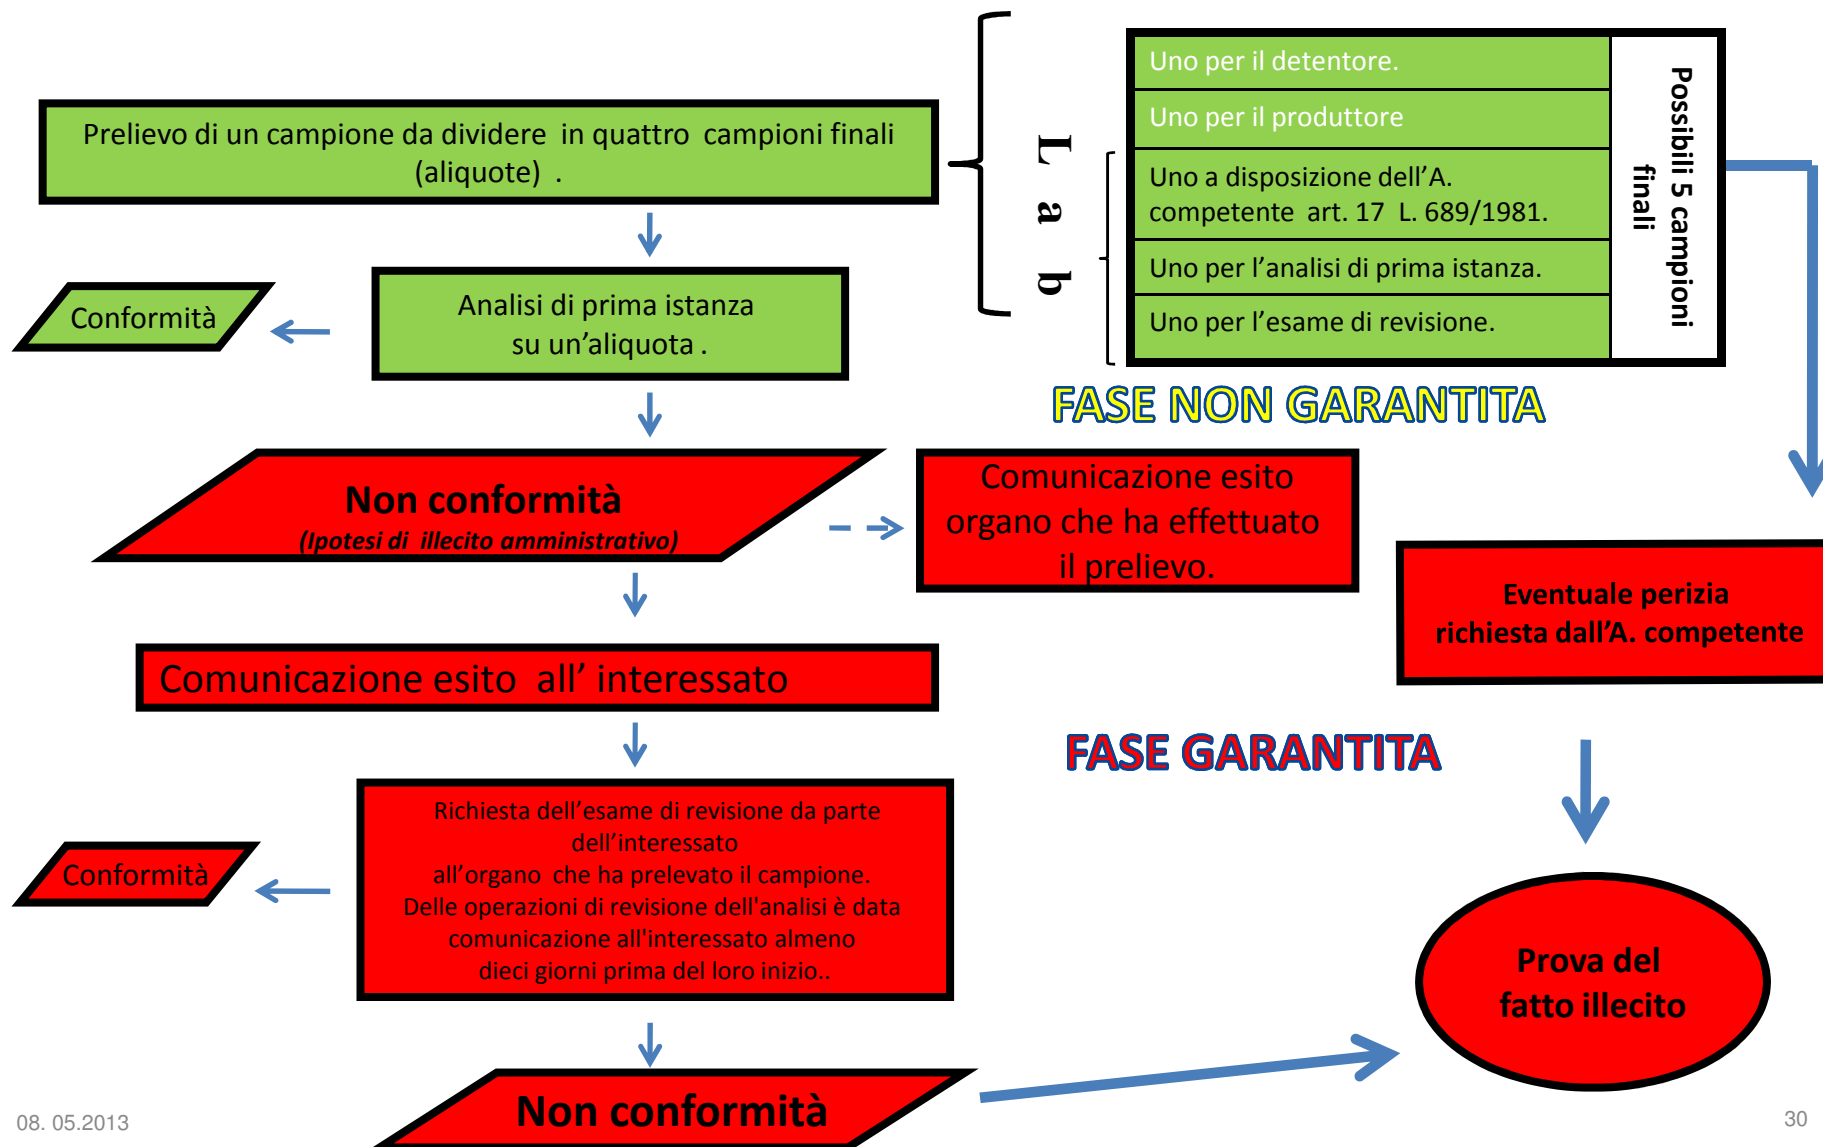 Prelievo di un campione da dividere in quattro campioni finali
(aliquote) .
L a b
Uno per il detentore.
Uno per il produttore
Uno a disposizione dell’A.
competente art. 17 L. 689/1981.
Uno per l’analisi di prima istanza.
Uno per l’esame di revisione.
Possibili 5 campioni
finali
Conformità
Analisi di prima istanza
su un’aliquota .
FASE NON GARANTITA
Non conformità
(Ipotesi di illecito amministrativo)
Comunicazione esito
organo che ha effettuato
il prelievo.
Eventuale perizia
richiesta dall’A. competente
Comunicazione esito all’ interessato
FASE GARANTITA
Richiesta dell’esame di revisione da parte
dell’interessato
all’organo che ha prelevato il campione.
Delle operazioni di revisione dell'analisi è data
comunicazione all'interessato almeno
dieci giorni prima del loro inizio..
Conformità
Prova del
fatto illecito
Non conformità
08. 05.2013
30